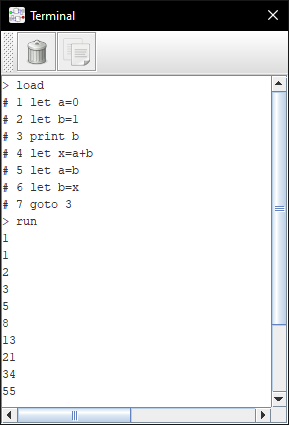 Terminal
> load
# 1 let a=0
# 2 let b=1
# 3 print b
# 4 let x=a+b
# 5 let a=b
# 6 let b=x
# 7 goto 3
> run
1
1
2
3
5
8
13
21
34
55